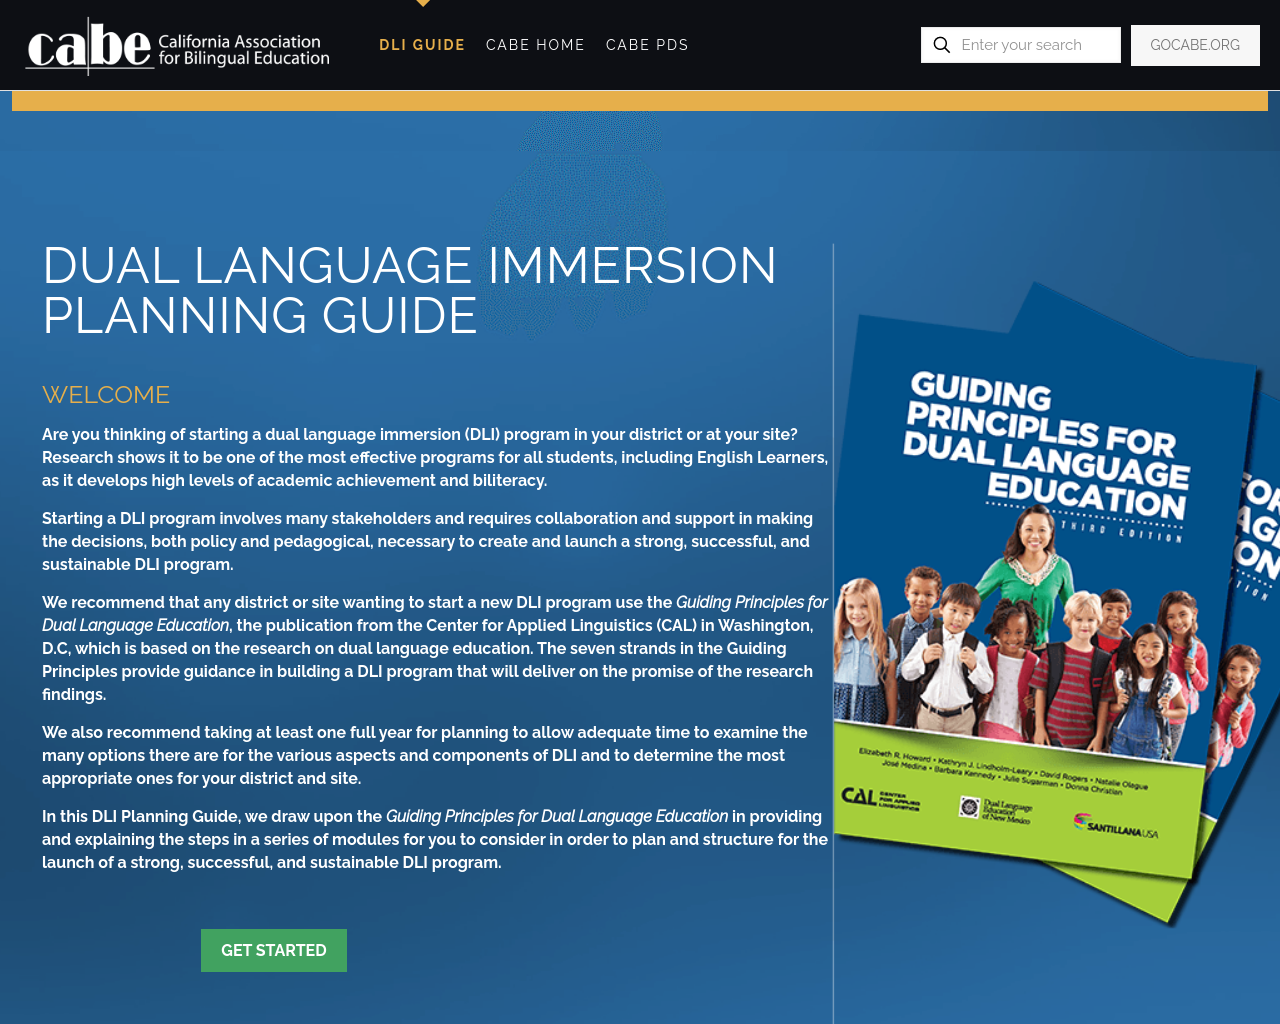 cabe California Association
for Bilingual Education
DLI GUIDE CABE HOME CABE PDS
Enter your search
GOCABE.ORG
DUAL LANGUAGE IMMERSION
PLANNING GUIDE
WELCOME
Are you thinking of starting a dual language immersion (DLI) program in your district or at your site?
Research shows it to be one of the most effective programs for all students, including English Learners,
as it develops high levels of academic achievement and biliteracy.
Starting a DLI program involves many stakeholders and requires collaboration and support in making
the decisions, both policy and pedagogical, necessary to create and launch a strong, successful, and
sustainable DLI program.
We recommend that any district or site wanting to start a new DLI program use the Guiding Principles for
Dual Language Education, the publication from the Center for Applied Linguistics (CAL) in Washington,
D.C, which is based on the research on dual language education. The seven strands in the Guiding
Principles provide guidance in building a DLI program that will deliver on the promise of the research
findings.
We also recommend taking at least one full year for planning to allow adequate time to examine the
many options there are for the various aspects and components of DLI and to determine the most
appropriate ones for your district and site.
In this DLI Planning Guide, we draw upon the Guiding Principles for Dual Language Education in providing
and explaining the steps in a series of modules for you to consider in order to plan and structure for the
launch of a strong, successful, and sustainable DLI program.
GET STARTED
GUIDING
PRINCIPLES FOR
DUAL LANGUAGE
EDUCATION
THIRD EDITION
Elizabeth R. Howard • Kathryn J. Lindholm-Leary • David Rogers • Natalie Olague
José Medina • Barbara Kennedy • Julie Sugarman • Donna Christian
CAL CENTER
FOR APPLIED
LINGUISTICS
Dual Language
Education
of New Mexico
SANTILLANA USA